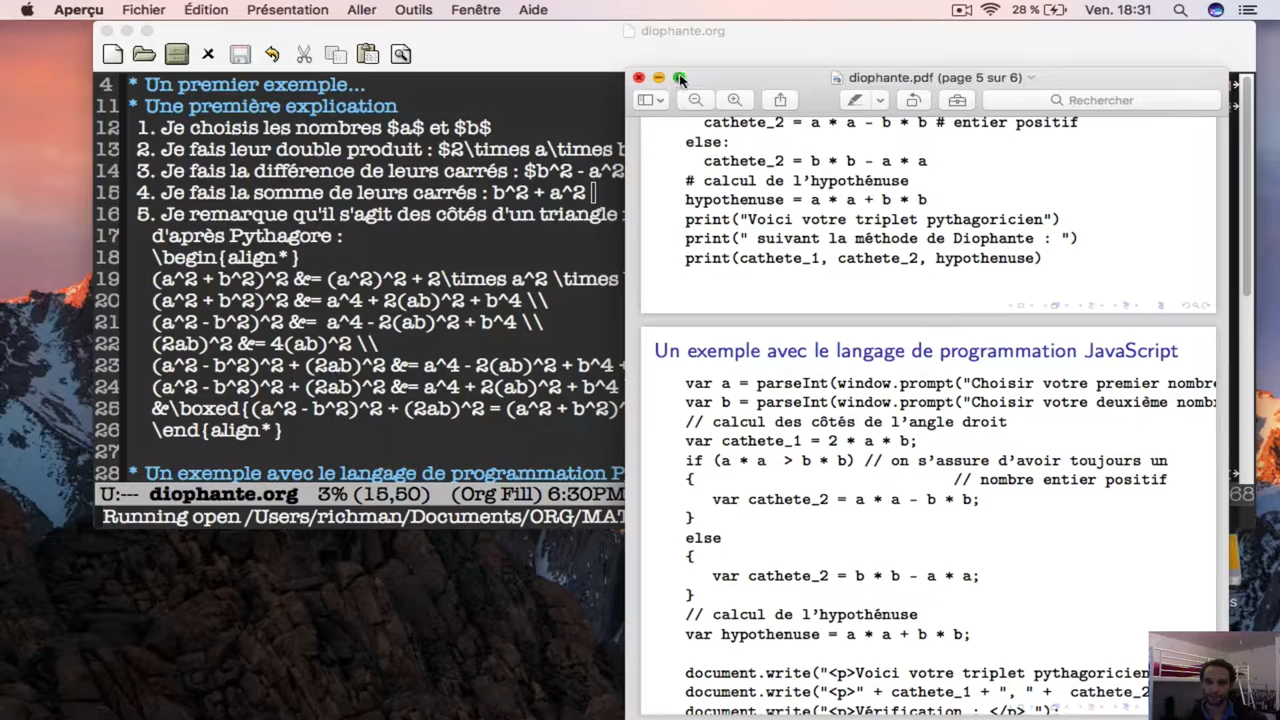 Aperçu Fichier Édition Présentation Aller Outils Fenêtre Aide 28 % Ven. 18:31
diophante.org
4 * Un premier exemple...
11 * Une première explication
12 1. Je choisis les nombres $a$ et $b$
13 2. Je fais leur double produit : $2\times a\times b
14 3. Je fais la différence de leurs carrés : $b^2 - a^2
15 4. Je fais la somme de leurs carrés : b^2 + a^2
16 5. Je remarque qu'il s'agit des côtés d'un triangle
17 d'après Pythagore :
18 \begin{align*}
19 (a^2 + b^2)^2 &= (a^2)^2 + 2\times a^2 \times
20 (a^2 + b^2)^2 &= a^4 + 2(ab)^2 + b^4 \\
21 (a^2 - b^2)^2 &= a^4 - 2(ab)^2 + b^4 \\
22 (2ab)^2 &= 4(ab)^2 \\
23 (a^2 - b^2)^2 + (2ab)^2 &= a^4 - 2(ab)^2 + b^4 +
24 (a^2 - b^2)^2 + (2ab)^2 &= a^4 + 2(ab)^2 + b^4
25 &\boxed{(a^2 - b^2)^2 + (2ab)^2 = (a^2 + b^2)^
26 \end{align*}
27
28 * Un exemple avec le langage de programmation P
U:--- diophante.org 3% (15,50) (Org Fill) 6:30PM
Running open /Users/richman/Documents/ORG/MAT
diophante.pdf (page 5 sur 6)
Rechercher
cathete_2 = a * a - b * b # entier positif
else:
cathete_2 = b * b - a * a
# calcul de l'hypothénuse
hypothenuse = a * a + b * b
print("Voici votre triplet pythagoricien")
print(" suivant la méthode de Diophante : ")
print(cathete_1, cathete_2, hypothenuse)
Un exemple avec le langage de programmation JavaScript
var a = parseInt(window.prompt("Choisir votre premier nombre
var b = parseInt(window.prompt("Choisir votre deuxième nomb
// calcul des côtés de l'angle droit
var cathete_1 = 2 * a * b;
if (a * a > b * b) // on s'assure d'avoir toujours un
{ // nombre entier positif
var cathete_2 = a * a - b * b;
}
else
{
var cathete_2 = b * b - a * a;
}
// calcul de l'hypothénuse
var hypothenuse = a * a + b * b;
document.write("<p>Voici votre triplet pythagoricien
document.write("<p>" + cathete_1 + ", " + cathete_2
document.write("<p>Vérification : </p> ");